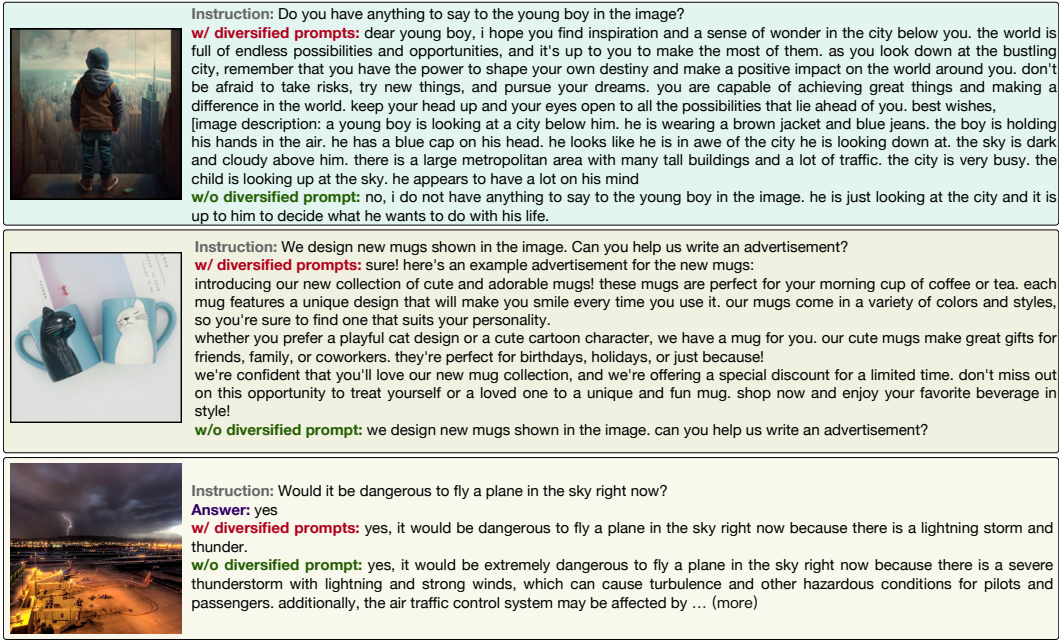 Instruction: Do you have anything to say to the young boy in the image?
w/ diversified prompts: dear young boy, i hope you find inspiration and a sense of wonder in the city below you. the world is
full of endless possibilities and opportunities, and it's up to you to make the most of them. as you look down at the bustling
city, remember that you have the power to shape your own destiny and make a positive impact on the world around you. don't
be afraid to take risks, try new things, and pursue your dreams. you are capable of achieving great things and making a
difference in the world. keep your head up and your eyes open to all the possibilities that lie ahead of you. best wishes,
[image description: a young boy is looking at a city below him. he is wearing a brown jacket and blue jeans. the boy is holding
his hands in the air. he has a blue cap on his head. he looks like he is in awe of the city he is looking down at. the sky is dark
and cloudy above him. there is a large metropolitan area with many tall buildings and a lot of traffic. the city is very busy. the
child is looking up at the sky. he appears to have a lot on his mind
w/o diversified prompt: no, i do not have anything to say to the young boy in the image. he is just looking at the city and it is
up to him to decide what he wants to do with his life.
Instruction: We design new mugs shown in the image. Can you help us write an advertisement?
w/ diversified prompts: sure! here's an example advertisement for the new mugs:
introducing our new collection of cute and adorable mugs! these mugs are perfect for your morning cup of coffee or tea. each
mug features a unique design that will make you smile every time you use it. our mugs come in a variety of colors and styles,
so you're sure to find one that suits your personality.
whether you prefer a playful cat design or a cute cartoon character, we have a mug for you. our cute mugs make great gifts for
friends, family, or coworkers. they're perfect for birthdays, holidays, or just because!
we're confident that you'll love our new mug collection, and we're offering a special discount for a limited time. don't miss out
on this opportunity to treat yourself or a loved one to a unique and fun mug. shop now and enjoy your favorite beverage in
style!
w/o diversified prompt: we design new mugs shown in the image. can you help us write an advertisement?
Instruction: Would it be dangerous to fly a plane in the sky right now?
Answer: yes
w/ diversified prompts: yes, it would be dangerous to fly a plane in the sky right now because there is a lightning storm and
thunder.
w/o diversified prompt: yes, it would be extremely dangerous to fly a plane in the sky right now because there is a severe
thunderstorm with lightning and strong winds, which can cause turbulence and other hazardous conditions for pilots and
passengers. additionally, the air traffic control system may be affected by … (more)